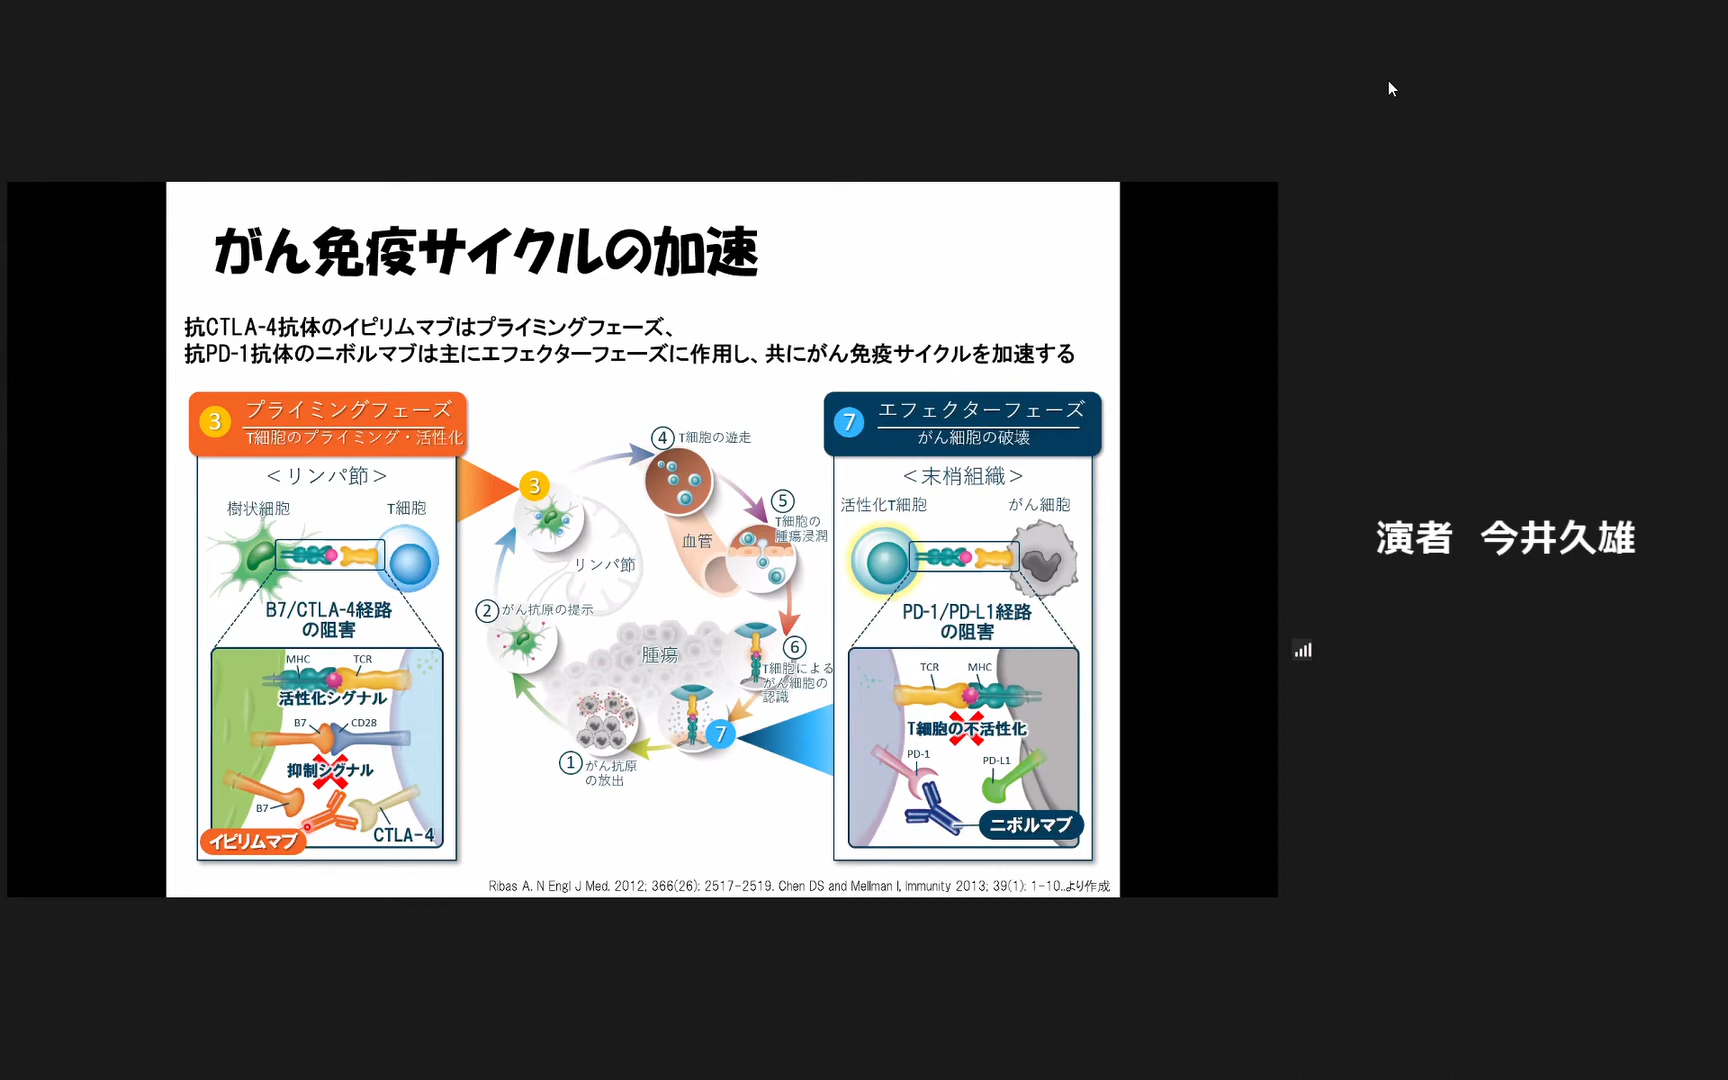 がん免疫サイクルの加速
抗CTLA-4抗体のイピリムマブはプライミングフェーズ、
抗PD-1抗体のニボルマブは主にエフェクターフェーズに作用し、共にがん免疫サイクルを加速する
3 プライミングフェーズ
T細胞のプライミング・活性化
＜リンパ節＞
樹状細胞
T細胞
B7/CTLA-4経路
の阻害
MHC
TCR
活性化シグナル
B7
CD28
抑制シグナル
B7
CTLA-4
イピリムマブ
3
リンパ節
④ T細胞の遊走
血管
⑤
T細胞の
腫瘍浸潤
② がん抗原の提示
腫瘍
⑥
T細胞による
がん細胞の
認識
7
① がん抗原
の放出
7 エフェクターフェーズ
がん細胞の破壊
＜末梢組織＞
活性化T細胞
がん細胞
PD-1/PD-L1経路
の阻害
TCR
MHC
T細胞の不活性化
PD-1
PD-L1
ニボルマブ
Ribas A. N Engl J Med. 2012; 366(26): 2517-2519. Chen DS and Mellman I, Immunity 2013; 39(1): 1-10..より作成
演者 今井久雄